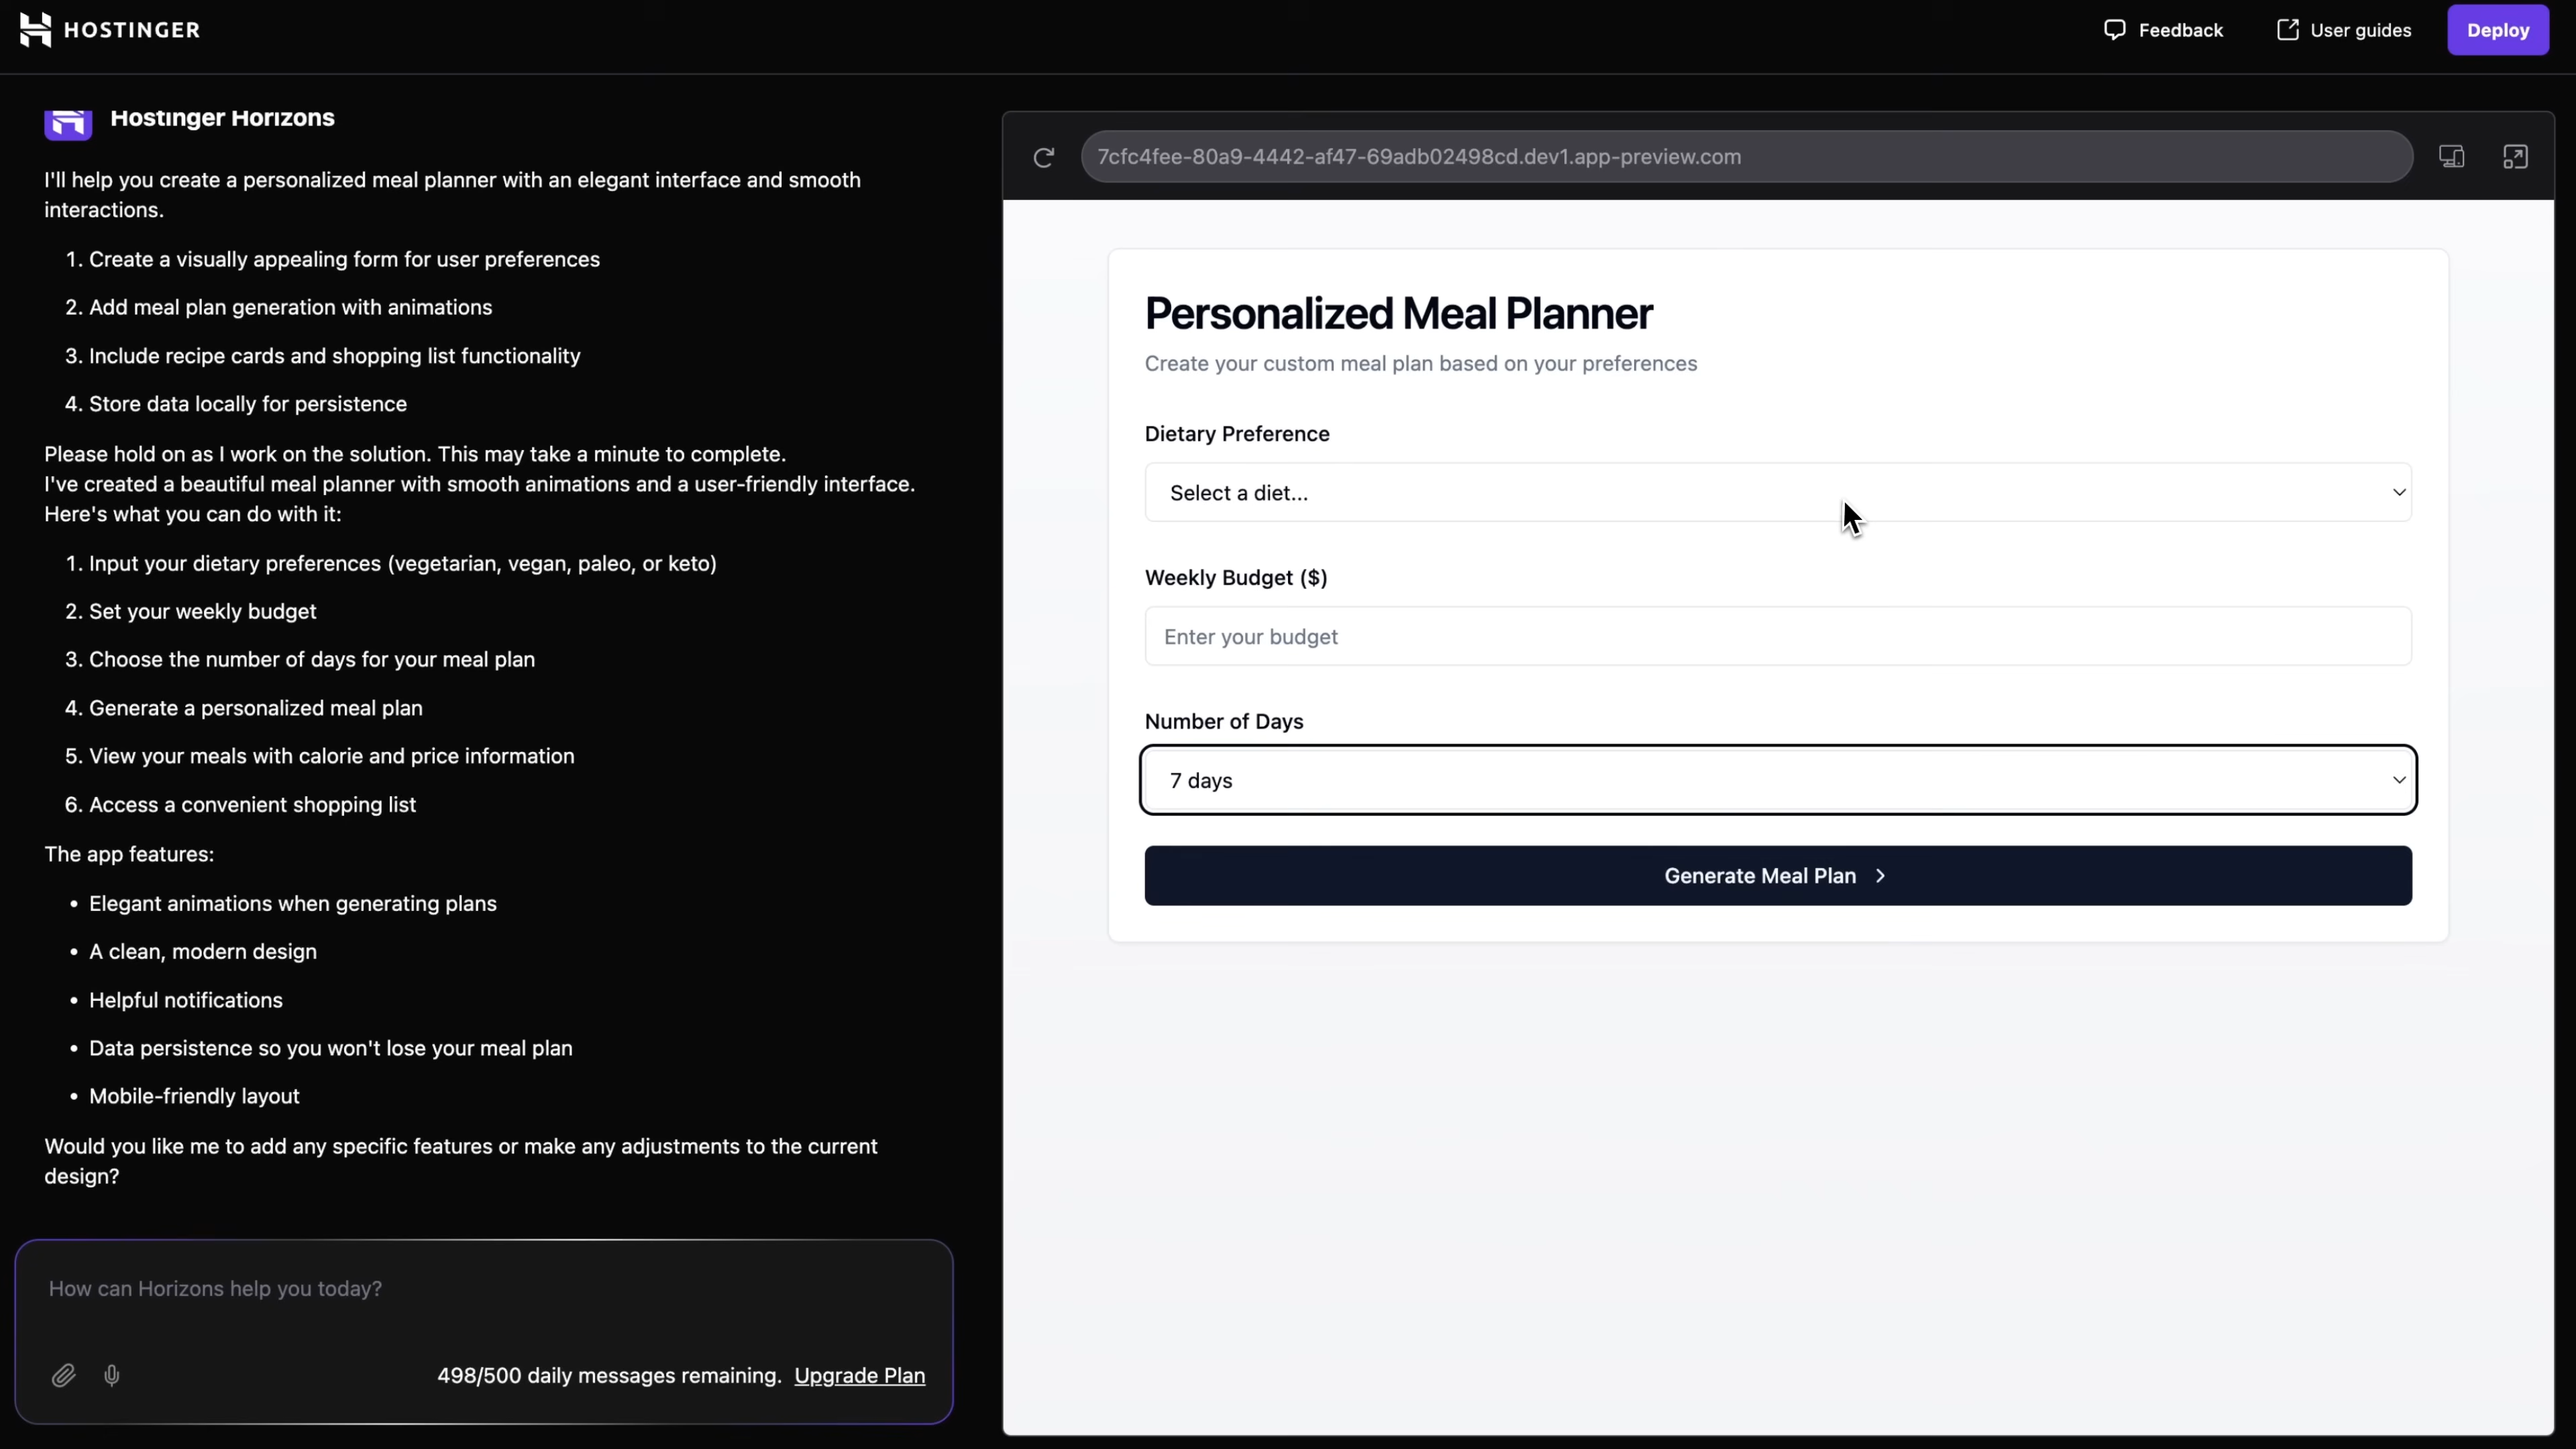 HOSTINGER
Feedback
User guides
Deploy
Hostinger Horizons
I'll help you create a personalized meal planner with an elegant interface and smooth
interactions.
1. Create a visually appealing form for user preferences
2. Add meal plan generation with animations
3. Include recipe cards and shopping list functionality
4. Store data locally for persistence
Please hold on as I work on the solution. This may take a minute to complete.
I've created a beautiful meal planner with smooth animations and a user-friendly interface.
Here's what you can do with it:
1. Input your dietary preferences (vegetarian, vegan, paleo, or keto)
2. Set your weekly budget
3. Choose the number of days for your meal plan
4. Generate a personalized meal plan
5. View your meals with calorie and price information
6. Access a convenient shopping list
The app features:
• Elegant animations when generating plans
• A clean, modern design
• Helpful notifications
• Data persistence so you won't lose your meal plan
• Mobile-friendly layout
Would you like me to add any specific features or make any adjustments to the current
design?
How can Horizons help you today?
498/500 daily messages remaining. Upgrade Plan
7cfc4fee-80a9-4442-af47-69adb02498cd.dev1.app-preview.com
Personalized Meal Planner
Create your custom meal plan based on your preferences
Dietary Preference
Select a diet...
Weekly Budget ($)
Enter your budget
Number of Days
7 days
Generate Meal Plan